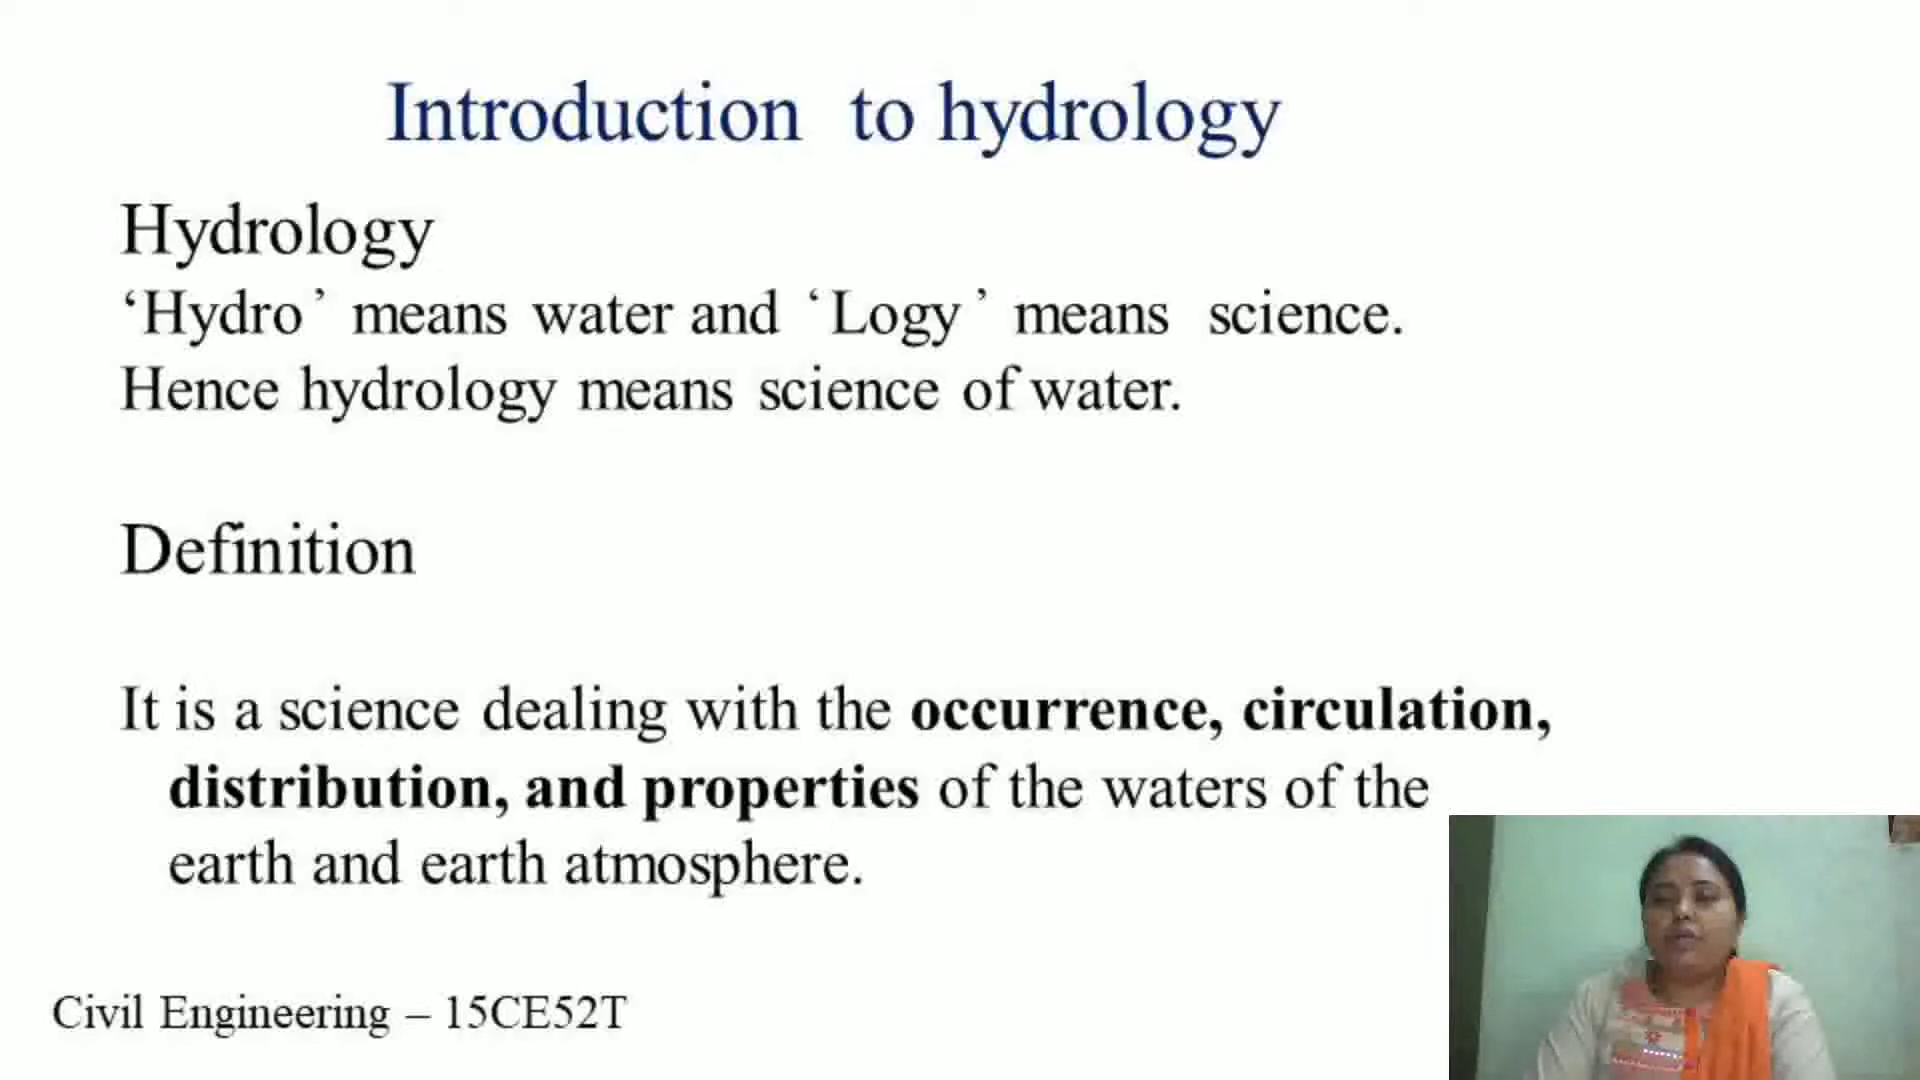 Introduction to hydrology
Hydrology
‘Hydro’ means water and ‘Logy’ means science.
Hence hydrology means science of water.
Definition
It is a science dealing with the occurrence, circulation,
distribution, and properties of the waters of the
earth and earth atmosphere.
Civil Engineering – 15CE52T